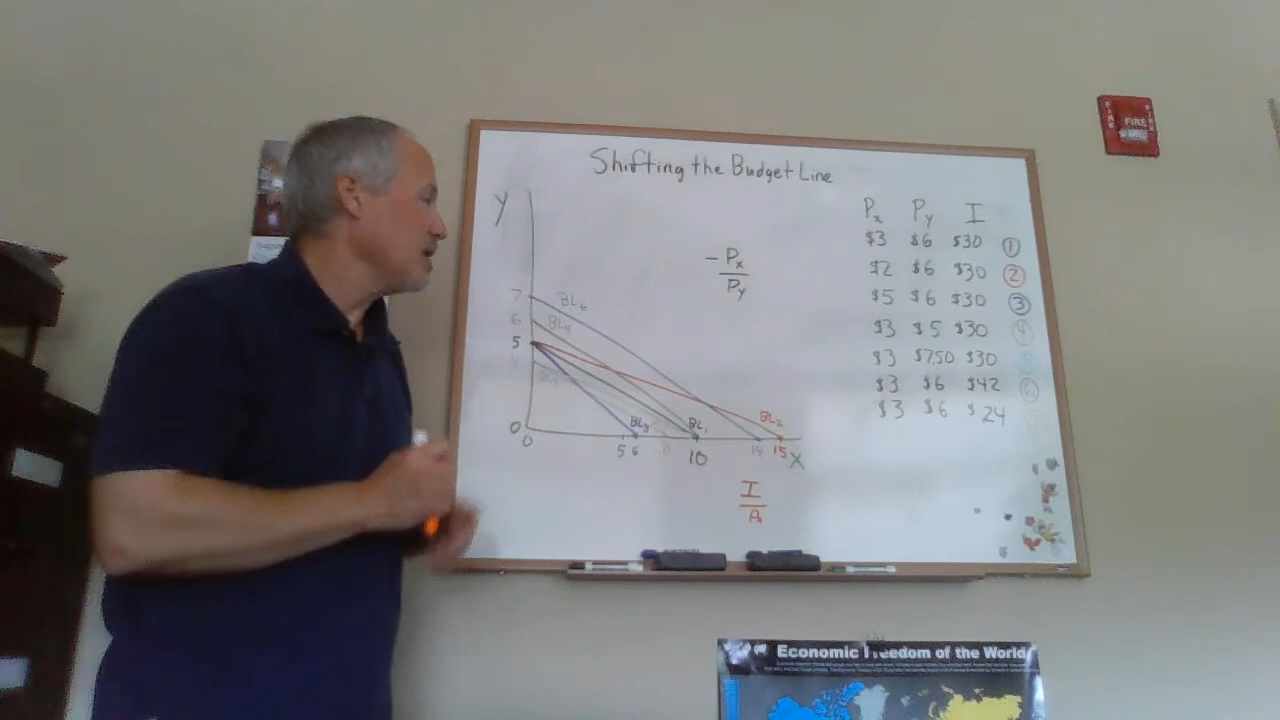 Shifting the Budget Line
Y
Px Py I
$3 $6 $30 1
$2 $6 $30 2
$5 $6 $30 3
$3 $5 $30 4
$3 $7.50 $30
$3 $6 $42 6
$3 $6 $24
- Px
Py
7 BL6
6 BL4
5
BL3 BL1 BL2
0
0 5 6 8 10 14 15 X
I
Px
FIRE
Economic Freedom of the World